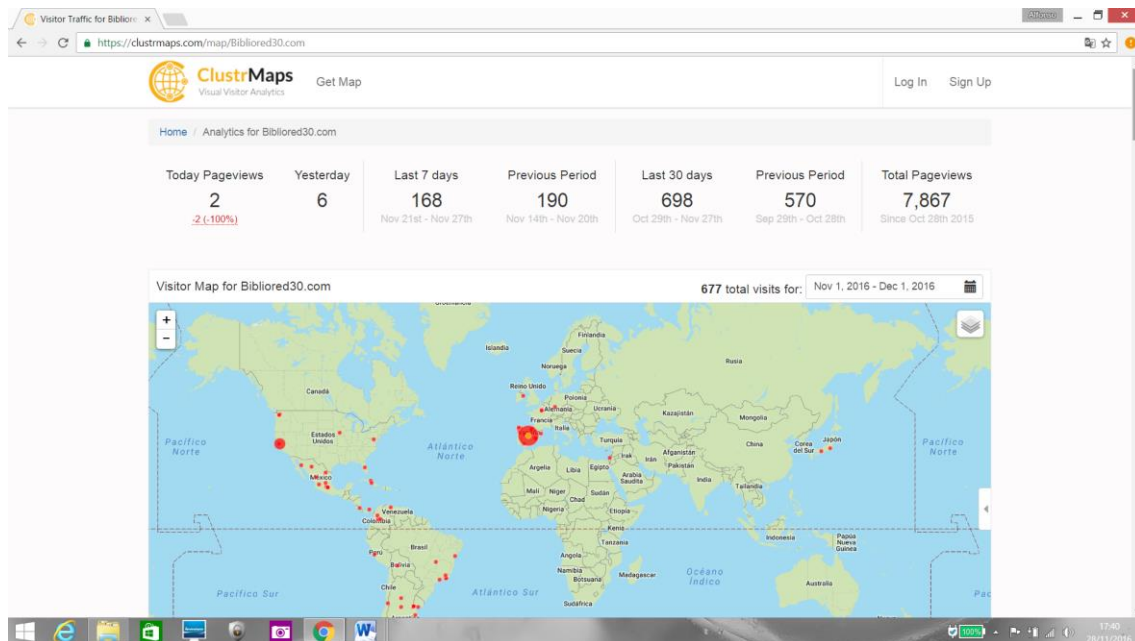 Visitor Traffic for Bibliore
Alfonso
https://clustrmaps.com/map/Bibliored30.com
ClustrMaps
Visual Visitor Analytics
Get Map
Log In
Sign Up
Home / Analytics for Bibliored30.com
Today Pageviews
Yesterday
Last 7 days
Previous Period
Last 30 days
Previous Period
Total Pageviews
2
6
168
190
698
570
7,867
-2 (-100%)
Nov 21st - Nov 27th
Nov 14th - Nov 20th
Oct 29th - Nov 27th
Sep 29th - Oct 28th
Since Oct 28th 2015
Visitor Map for Bibliored30.com
677 total visits for:
Nov 1, 2016 - Dec 1, 2016
+
−
Groenlandia
Islandia
Finlandia
Suecia
Noruega
Rusia
Canadá
Reino Unido
Polonia
Alemania
Ucrania
Kazajistán
Mongolia
Francia
Italia
Estados
Unidos
Pacífico
Norte
Atlántico
Norte
Turquía
China
Corea
del Sur
Japón
Pacífico
Norte
Irak
Irán
Afganistán
Pakistán
Argelia
Libia
Egipto
Arabia
Saudita
India
Tailandia
México
Malí
Níger
Chad
Sudán
Nigeria
Etiopía
Venezuela
Colombia
Kenia
Indonesia
Papúa
Nueva
Guinea
Tanzania
Perú
Brasil
Bolivia
Angola
Namibia
Botsuana
Madagascar
Océano
Índico
Australia
Chile
Pacífico Sur
Atlántico Sur
Sudáfrica
Pac
100%
17:40